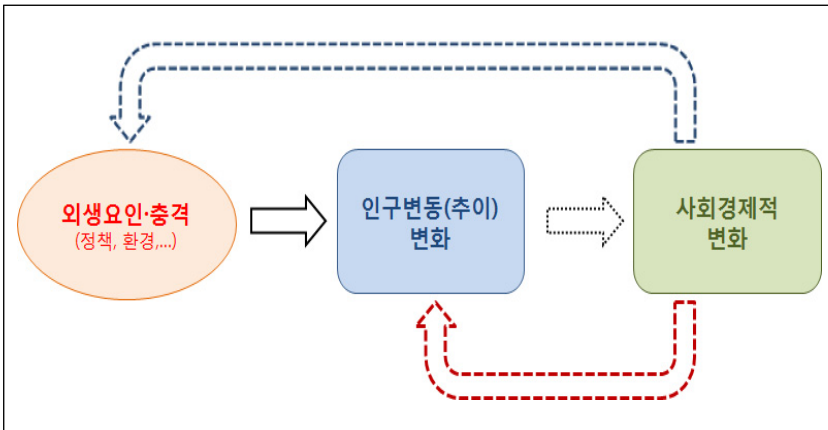 외생요인·충격
(정책, 환경,...)
인구변동(추이)
변화
사회경제적
변화